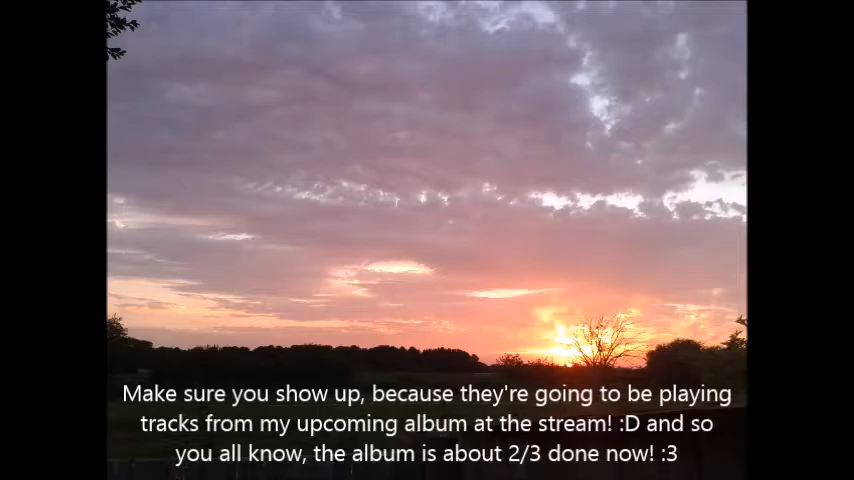 Make sure you show up, because they're going to be playing
tracks from my upcoming album at the stream! :D and so
you all know, the album is about 2/3 done now! :3